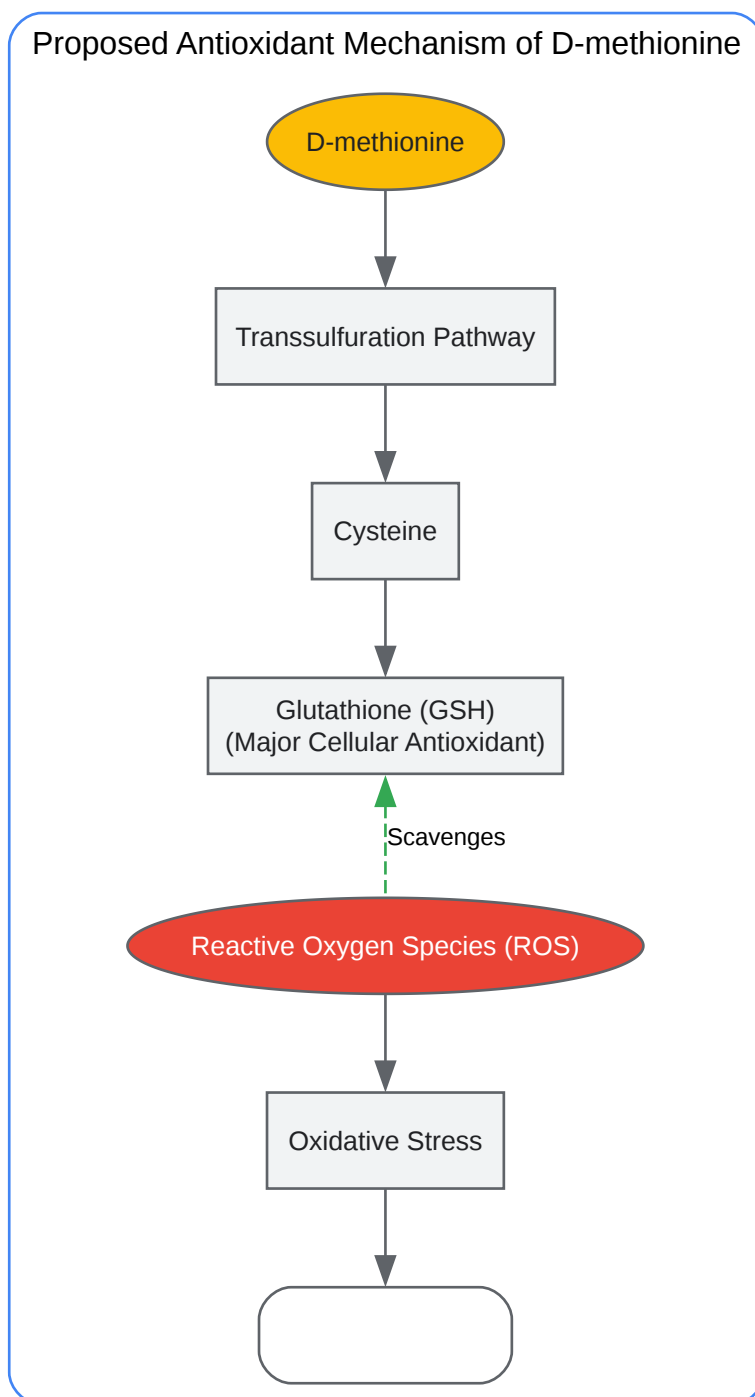 Proposed Antioxidant Mechanism of D-methionine
D-methionine
Transsulfuration Pathway
Cysteine
Glutathione (GSH)
(Major Cellular Antioxidant)
Scavenges
Reactive Oxygen Species (ROS)
Oxidative Stress